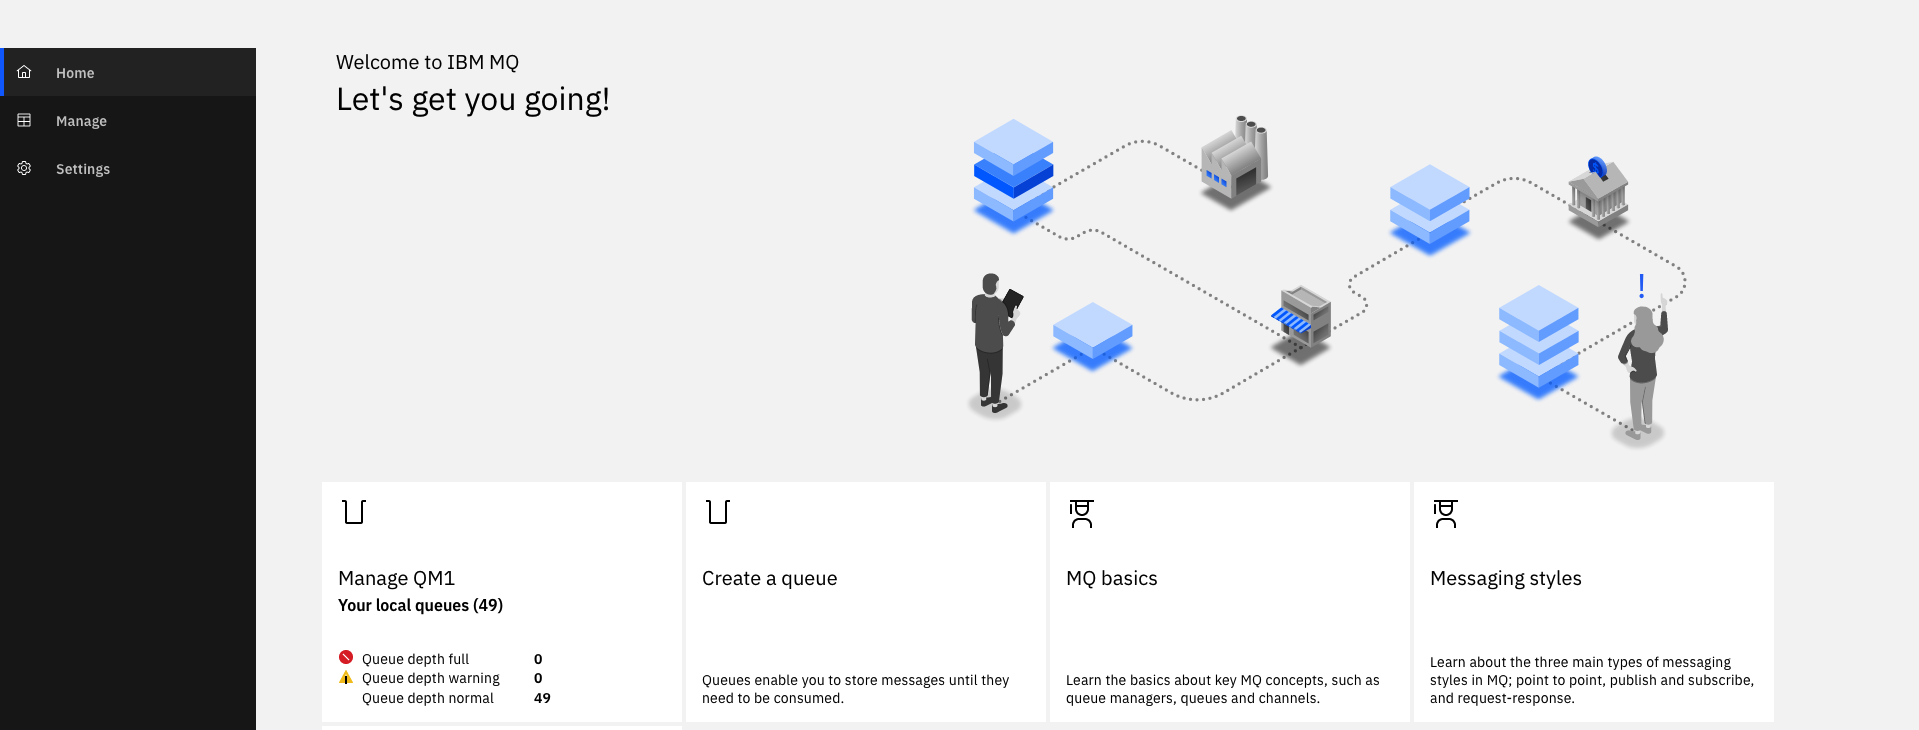 Home
Manage
Settings
Welcome to IBM MQ
Let's get you going!
!
Manage QM1
Your local queues (49)
Queue depth full 0
Queue depth warning 0
Queue depth normal 49
Create a queue
Queues enable you to store messages until they
need to be consumed.
MQ basics
Learn the basics about key MQ concepts, such as
queue managers, queues and channels.
Messaging styles
Learn about the three main types of messaging
styles in MQ; point to point, publish and subscribe,
and request-response.